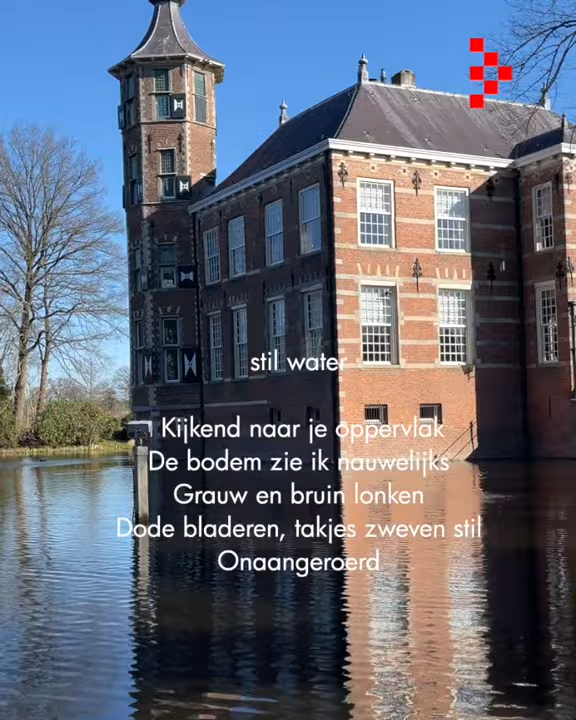 stil water
Kijkend naar je oppervlak
De bodem zie ik nauwelijks
Grauw en bruin lonken
Dode bladeren, takjes zweven stil
Onaangeroerd